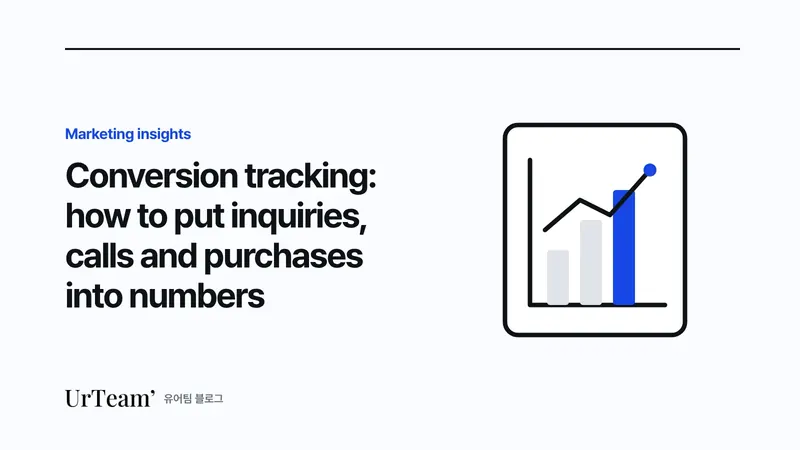 Marketing insights
Conversion tracking:
how to put inquiries,
calls and purchases
into numbers
UrTeam’ 유어팀 블로그